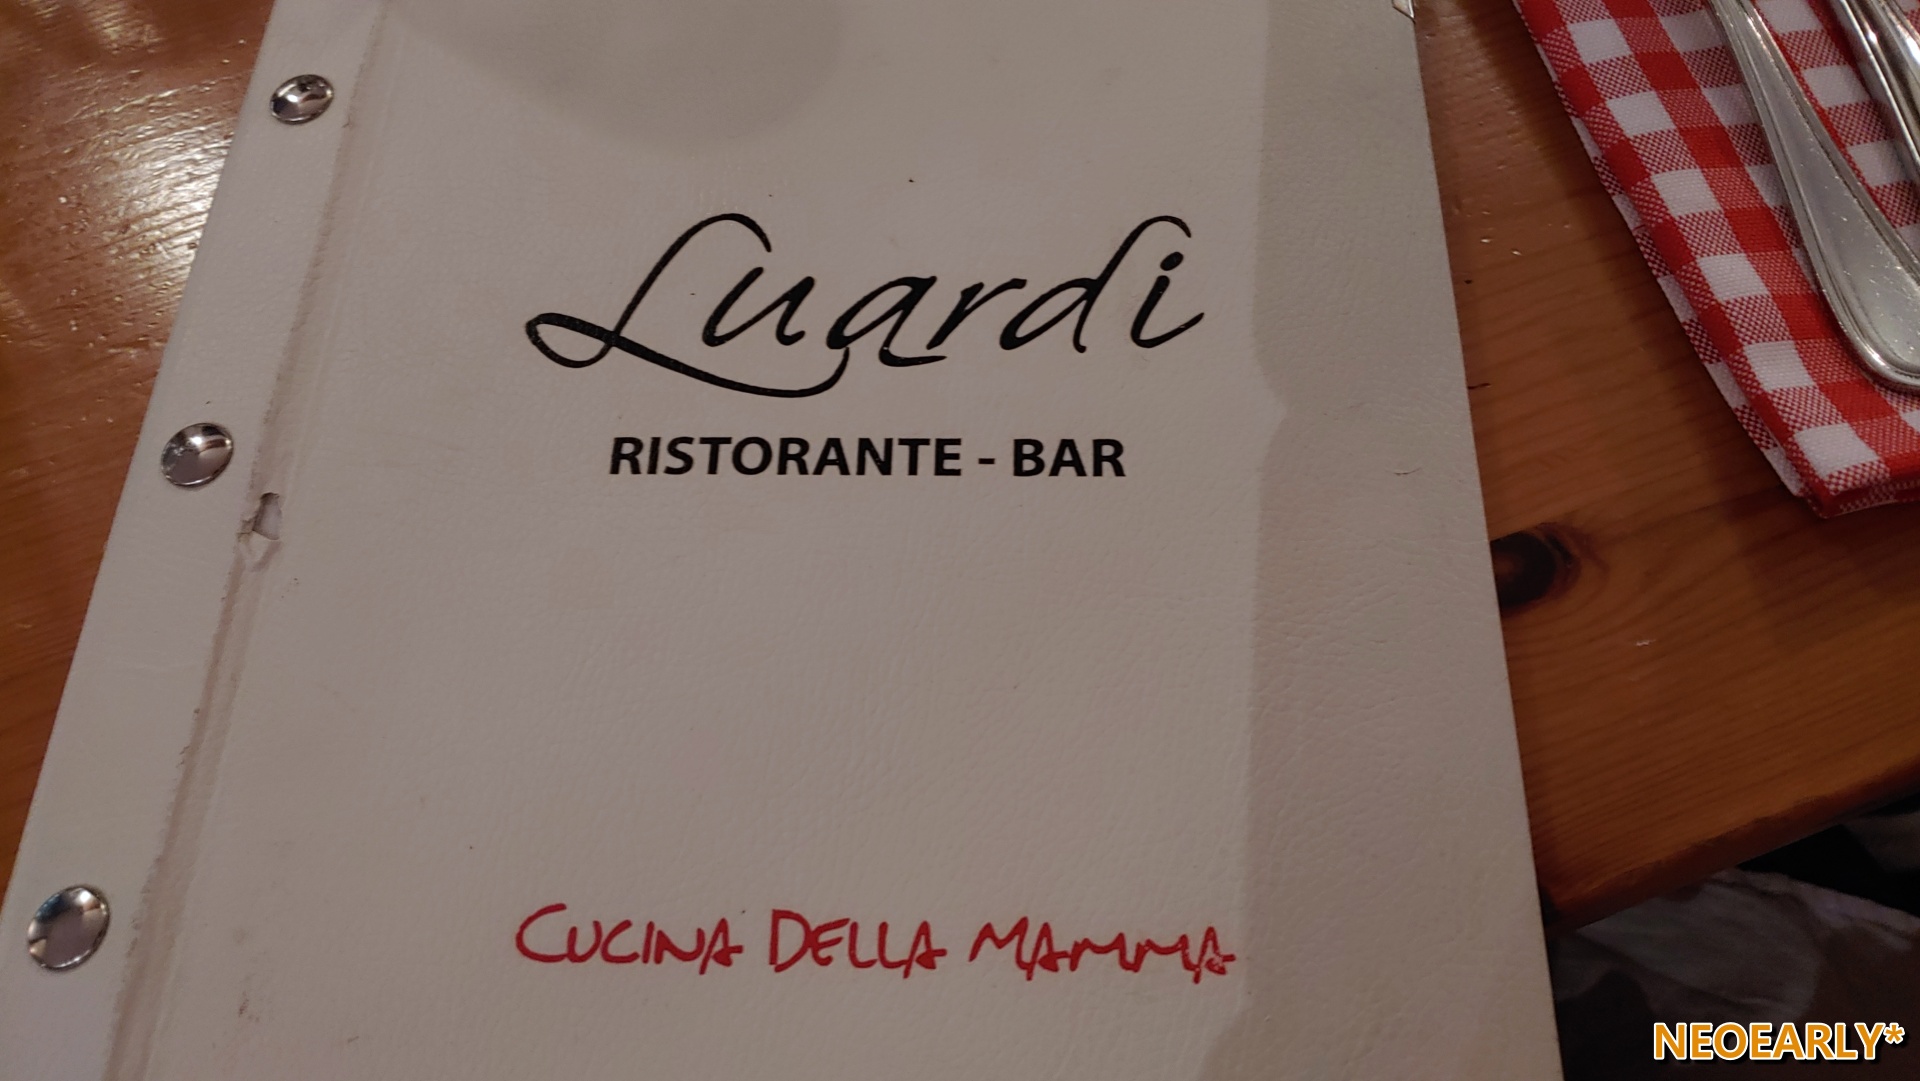 Luardi
RISTORANTE - BAR
CUCINA DELLA MAMMA
NEOEARLY*